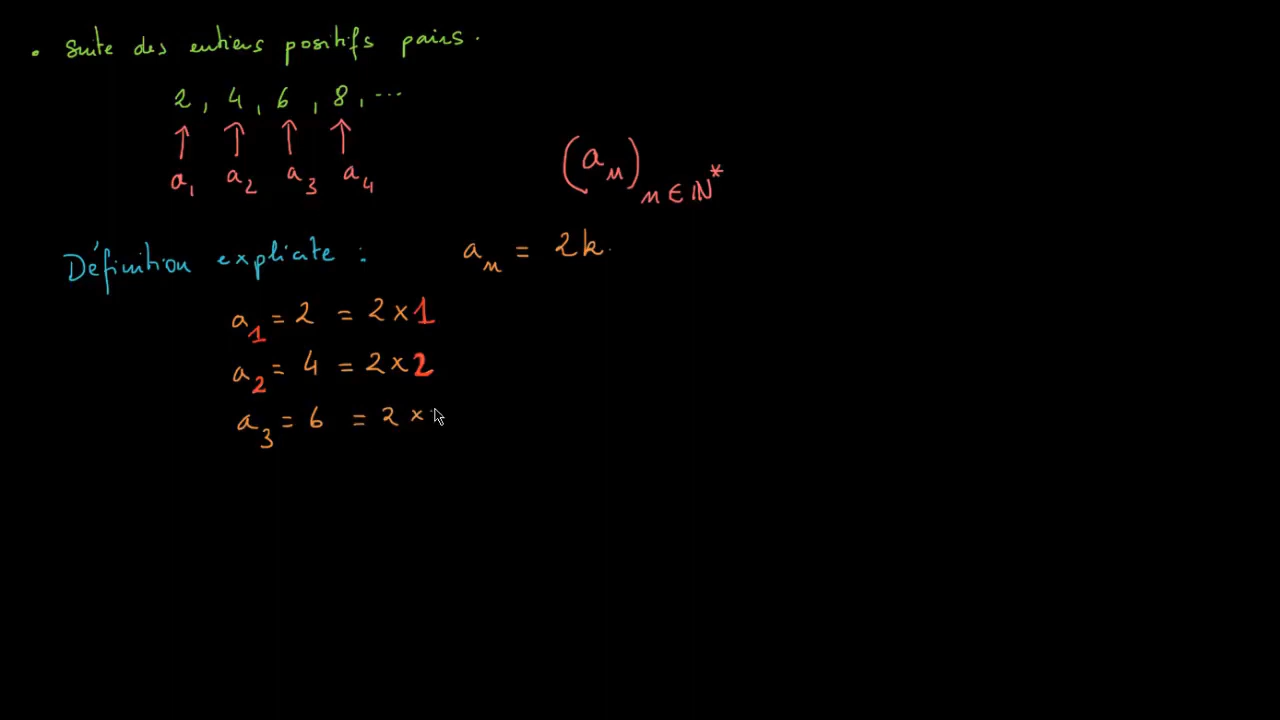 • Suite des entiers positifs pairs.
2, 4, 6, 8, ...
↑ ↑ ↑ ↑
a₁ a₂ a₃ a₄
(aₙ)ₙ∈ℕ*
Définition explicite : aₙ = 2k.
a₁ = 2 = 2 × 1
a₂ = 4 = 2 × 2
a₃ = 6 = 2 ×